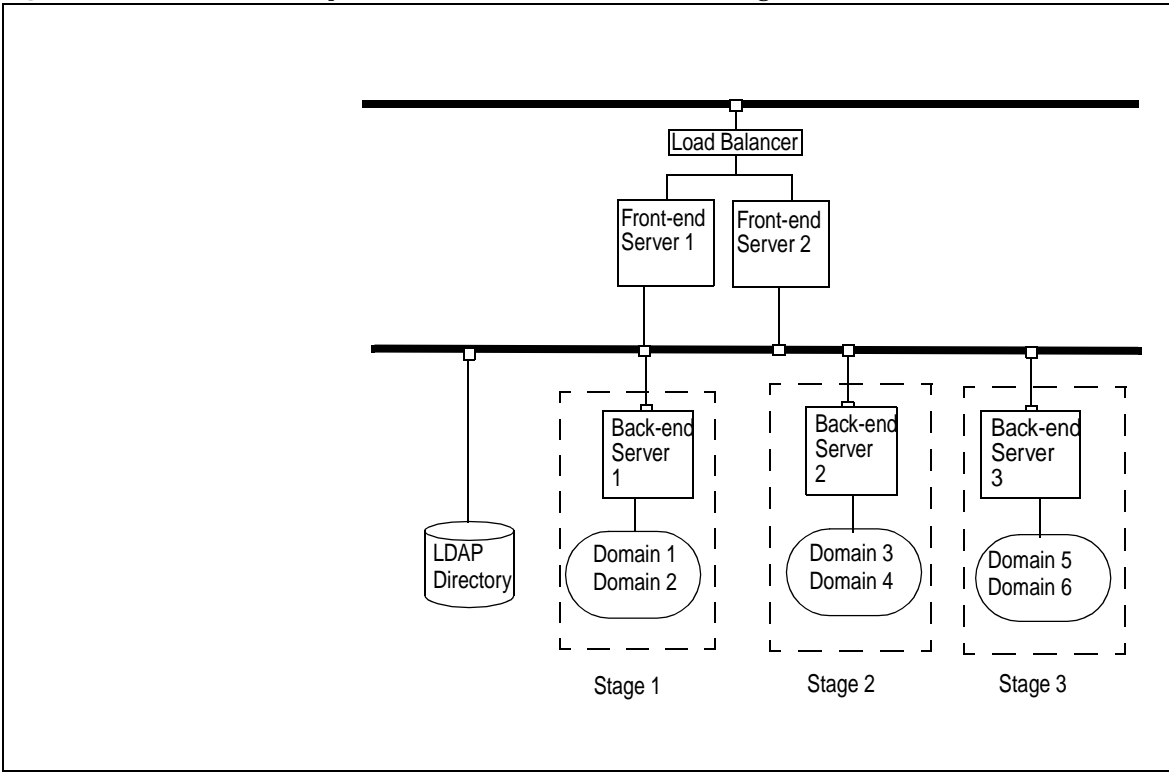 Load Balancer
Front-end
Server 1
Front-end
Server 2
Back-end
Server
1
Back-end
Server
2
Back-end
Server
3
LDAP
Directory
Domain 1
Domain 2
Domain 3
Domain 4
Domain 5
Domain 6
Stage 1
Stage 2
Stage 3